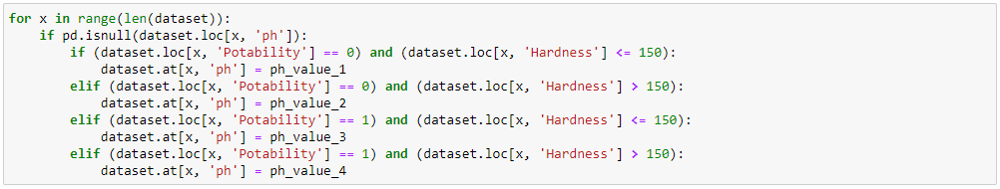 for x in range(len(dataset)):
    if pd.isnull(dataset.loc[x, 'ph']):
        if (dataset.loc[x, 'Potability'] == 0) and (dataset.loc[x, 'Hardness'] <= 150):
            dataset.at[x, 'ph'] = ph_value_1
        elif (dataset.loc[x, 'Potability'] == 0) and (dataset.loc[x, 'Hardness'] > 150):
            dataset.at[x, 'ph'] = ph_value_2
        elif (dataset.loc[x, 'Potability'] == 1) and (dataset.loc[x, 'Hardness'] <= 150):
            dataset.at[x, 'ph'] = ph_value_3
        elif (dataset.loc[x, 'Potability'] == 1) and (dataset.loc[x, 'Hardness'] > 150):
            dataset.at[x, 'ph'] = ph_value_4